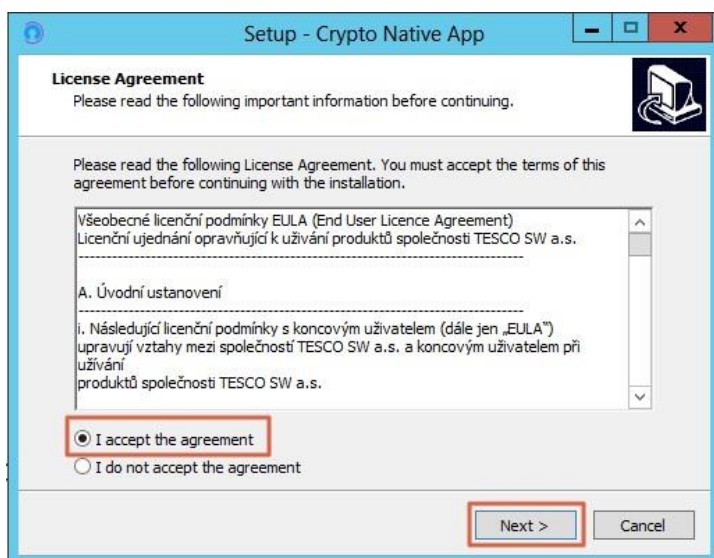 Setup - Crypto Native App
License Agreement
Please read the following important information before continuing.
Please read the following License Agreement. You must accept the terms of this
agreement before continuing with the installation.
Všeobecné licenční podmínky EULA (End User Licence Agreement)
Licenční ujednání opravňující k užívání produktů společnosti TESCO SW a.s.
--------------------------------------------------------------------------------
A. Úvodní ustanovení
--------------------------------------------------------------------------------
i. Následující licenční podmínky s koncovým uživatelem (dále jen „EULA“)
upravují vztahy mezi společností TESCO SW a.s. a koncovým uživatelem při
užívání
produktů společnosti TESCO SW a.s.
I accept the agreement
I do not accept the agreement
Next >
Cancel